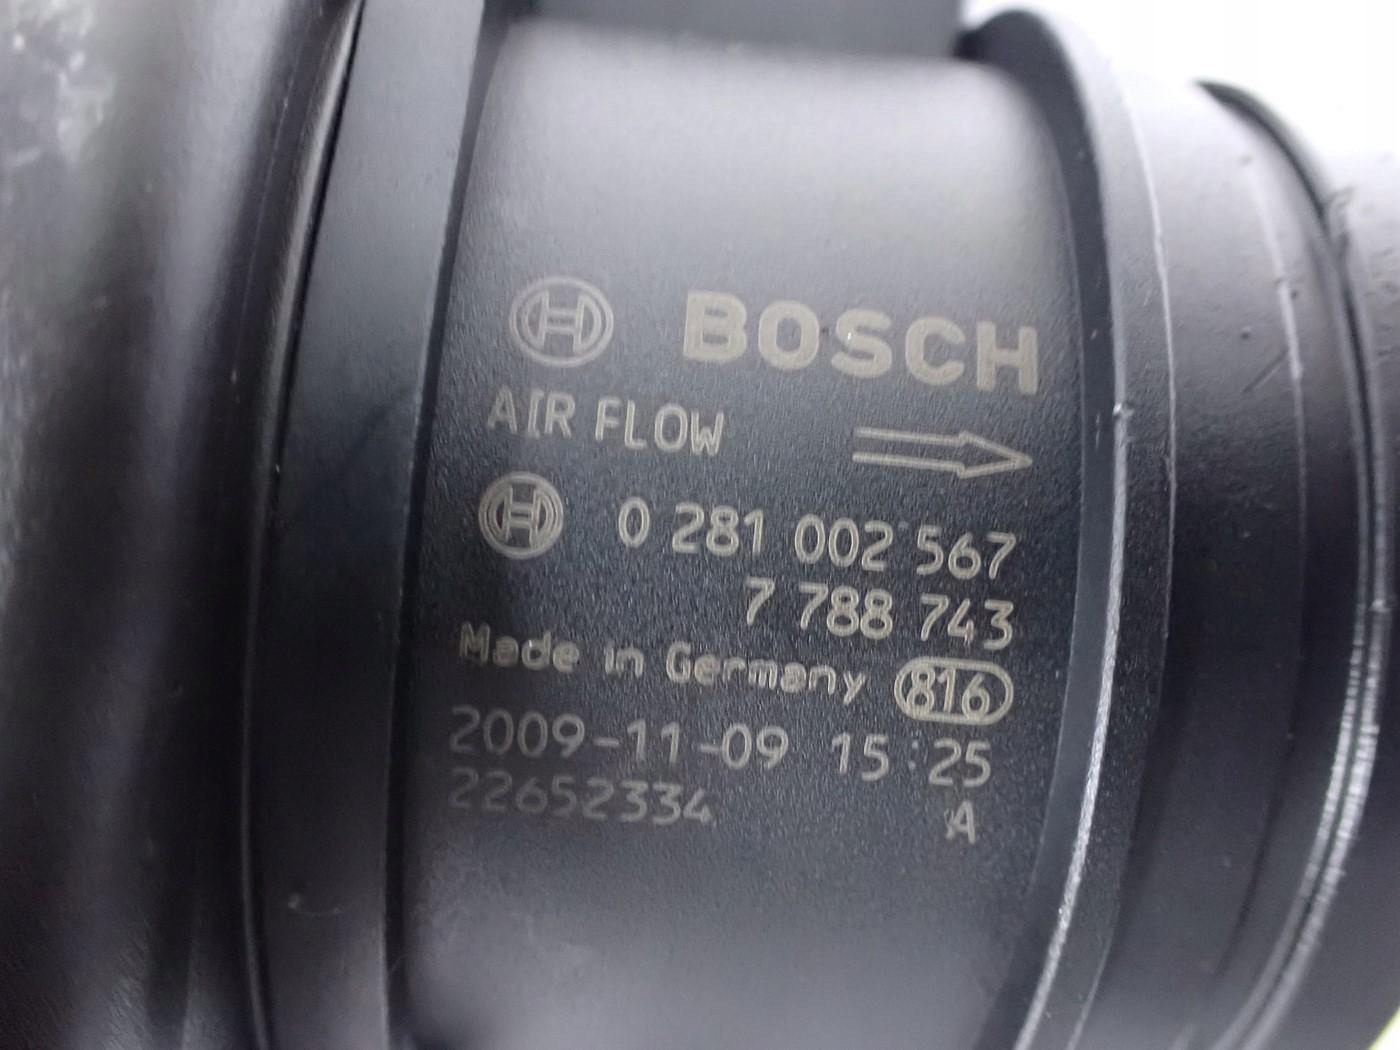 BOSCH
AIR FLOW
0 281 002 567
7 788 743
Made in Germany 816
2009-11-09 15:25
22652334 A